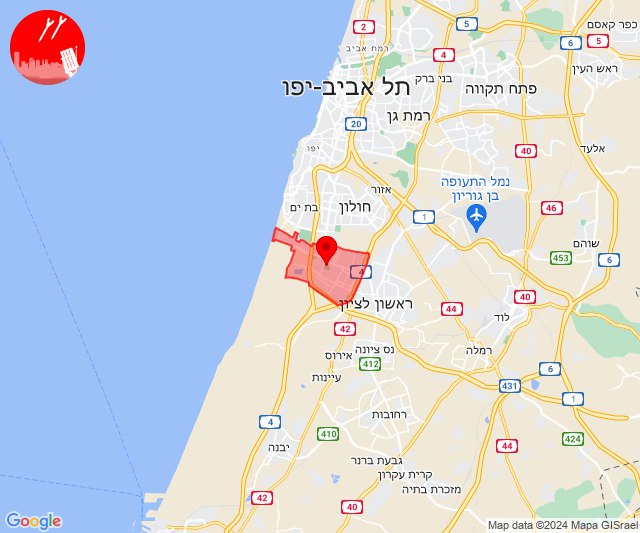 2
5
כפר קאסם
רמת אביב
4
6
5
בני ברק
ראש העין
תל אביב-יפו
פתח תקווה
רמת גן
20
יפו
40
אלעד
אזור
נמל התעופה
בן גוריון
בת ים
חולון
1
46
שוהם
453
6
4
ראשון לציון
40
44
לוד
42
נס ציונה
אירוס
רמלה
412
עיינות
6
431
1
רחובות
4
410
424
יבנה
44
גבעת ברנר
קרית עקרון
מזכרת בתיה
42
40
Google
Map data ©2024 Mapa GISrael